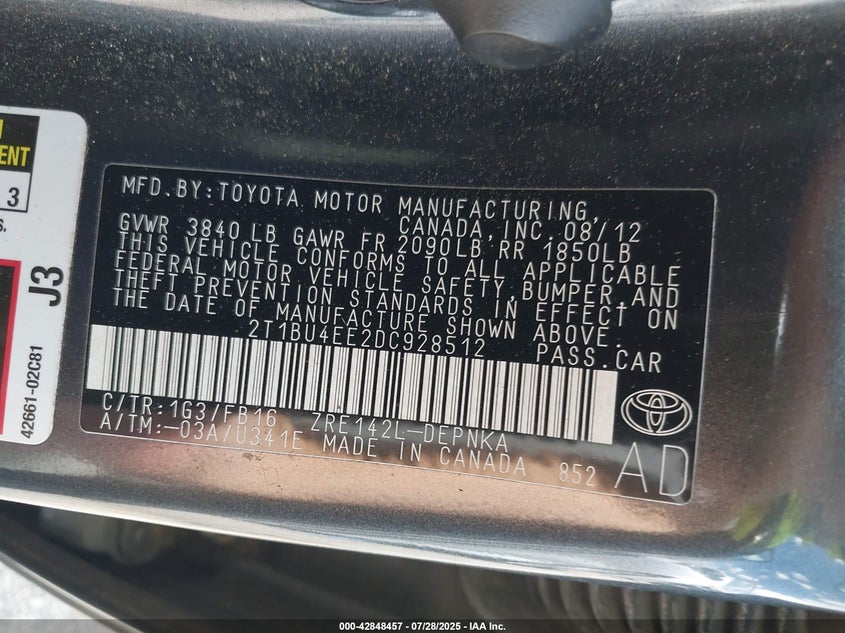 ENT
3
s.
J3
42661-02C81
MFD. BY:TOYOTA MOTOR MANUFACTURING,
CANADA, INC. 08/12
GVWR 3840 LB GAWR FR 2090LB RR 1850LB
THIS VEHICLE CONFORMS TO ALL APPLICABLE
FEDERAL MOTOR VEHICLE SAFETY,BUMPER,AND
THEFT PREVENTION STANDARDS IN EFFECT ON
THE DATE OF MANUFACTURE SHOWN ABOVE.
2T1BU4EE2DC928512 PASS.CAR
C/TR:1G3/FB16 ZRE142L-DEPNKA
A/TM:-03A/U341E MADE IN CANADA 852
AD
000-42848457 / 07/28/2025 - IAA Inc.